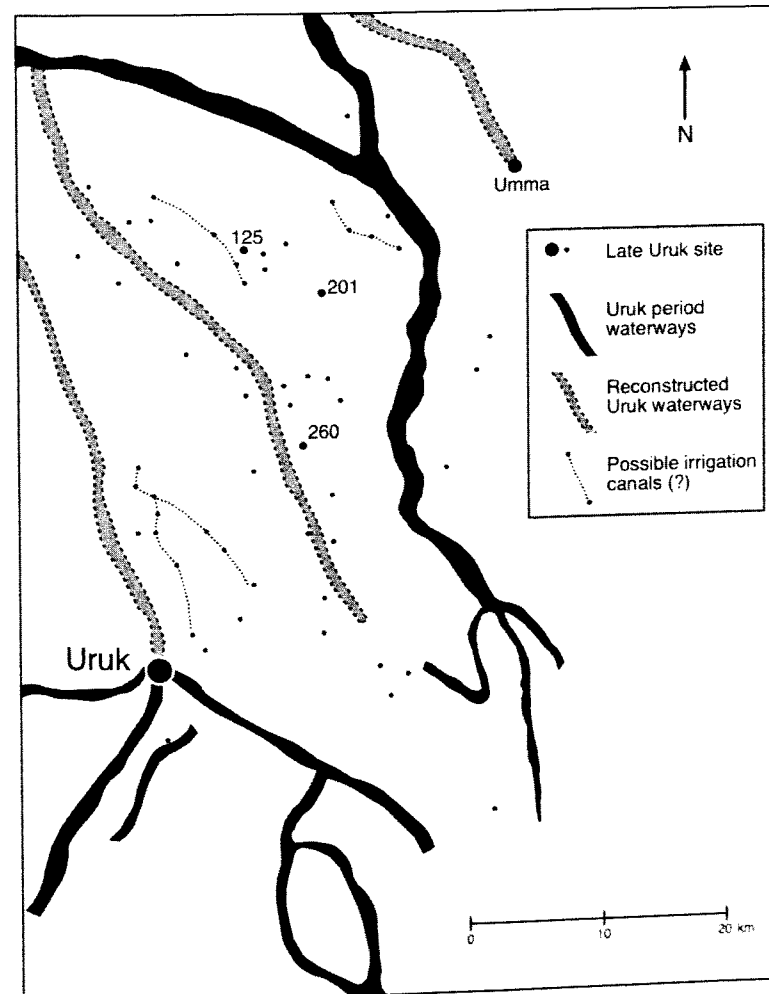 N
Umma
125
201
Late Uruk site
Uruk period
waterways
Reconstructed
Uruk waterways
260
Possible irrigation
canals (?)
Uruk
0
10
20 km